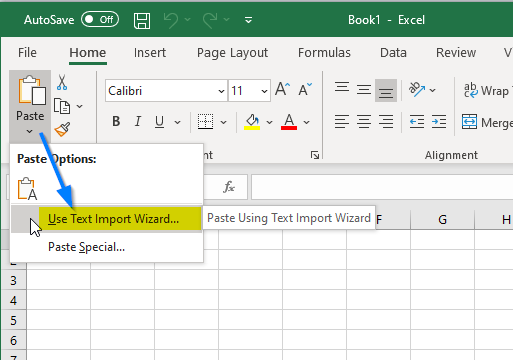 AutoSave Off Book1 - Excel
File Home Insert Page Layout Formulas Data Review V
Paste Calibri 11 A A ab Wrap T
B I U A Merge
Alignment
Paste Options:
A fx
Use Text Import Wizard... Paste Using Text Import Wizard F G H
Paste Special...
2
3
4
5
6
7